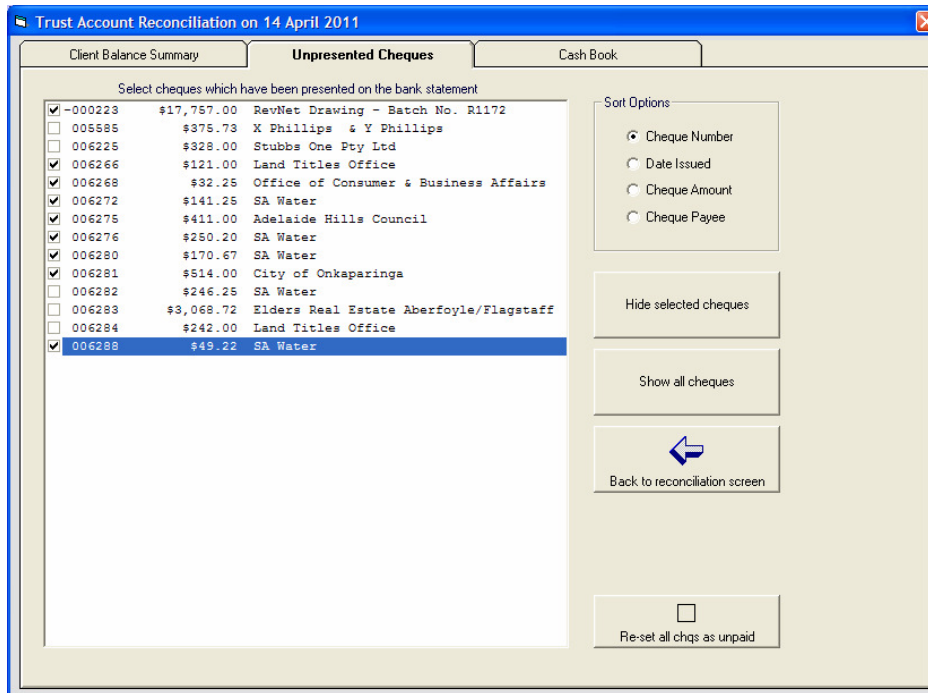 Trust Account Reconciliation on 14 April 2011
Client Balance Summary
Unpresented Cheques
Cash Book
Select cheques which have been presented on the bank statement
-000223 $17,757.00 RevNet Drawing - Batch No. R1172
005585 $375.73 X Phillips & Y Phillips
006225 $328.00 Stubbs One Pty Ltd
006266 $121.00 Land Titles Office
006268 $32.25 Office of Consumer & Business Affairs
006272 $141.25 SA Water
006275 $411.00 Adelaide Hills Council
006276 $250.20 SA Water
006280 $170.67 SA Water
006281 $514.00 City of Onkaparinga
006282 $246.25 SA Water
006283 $3,068.72 Elders Real Estate Aberfoyle/Flagstaff
006284 $242.00 Land Titles Office
006288 $49.22 SA Water
Sort Options
Cheque Number
Date Issued
Cheque Amount
Cheque Payee
Hide selected cheques
Show all cheques
Back to reconciliation screen
Re-set all chqs as unpaid